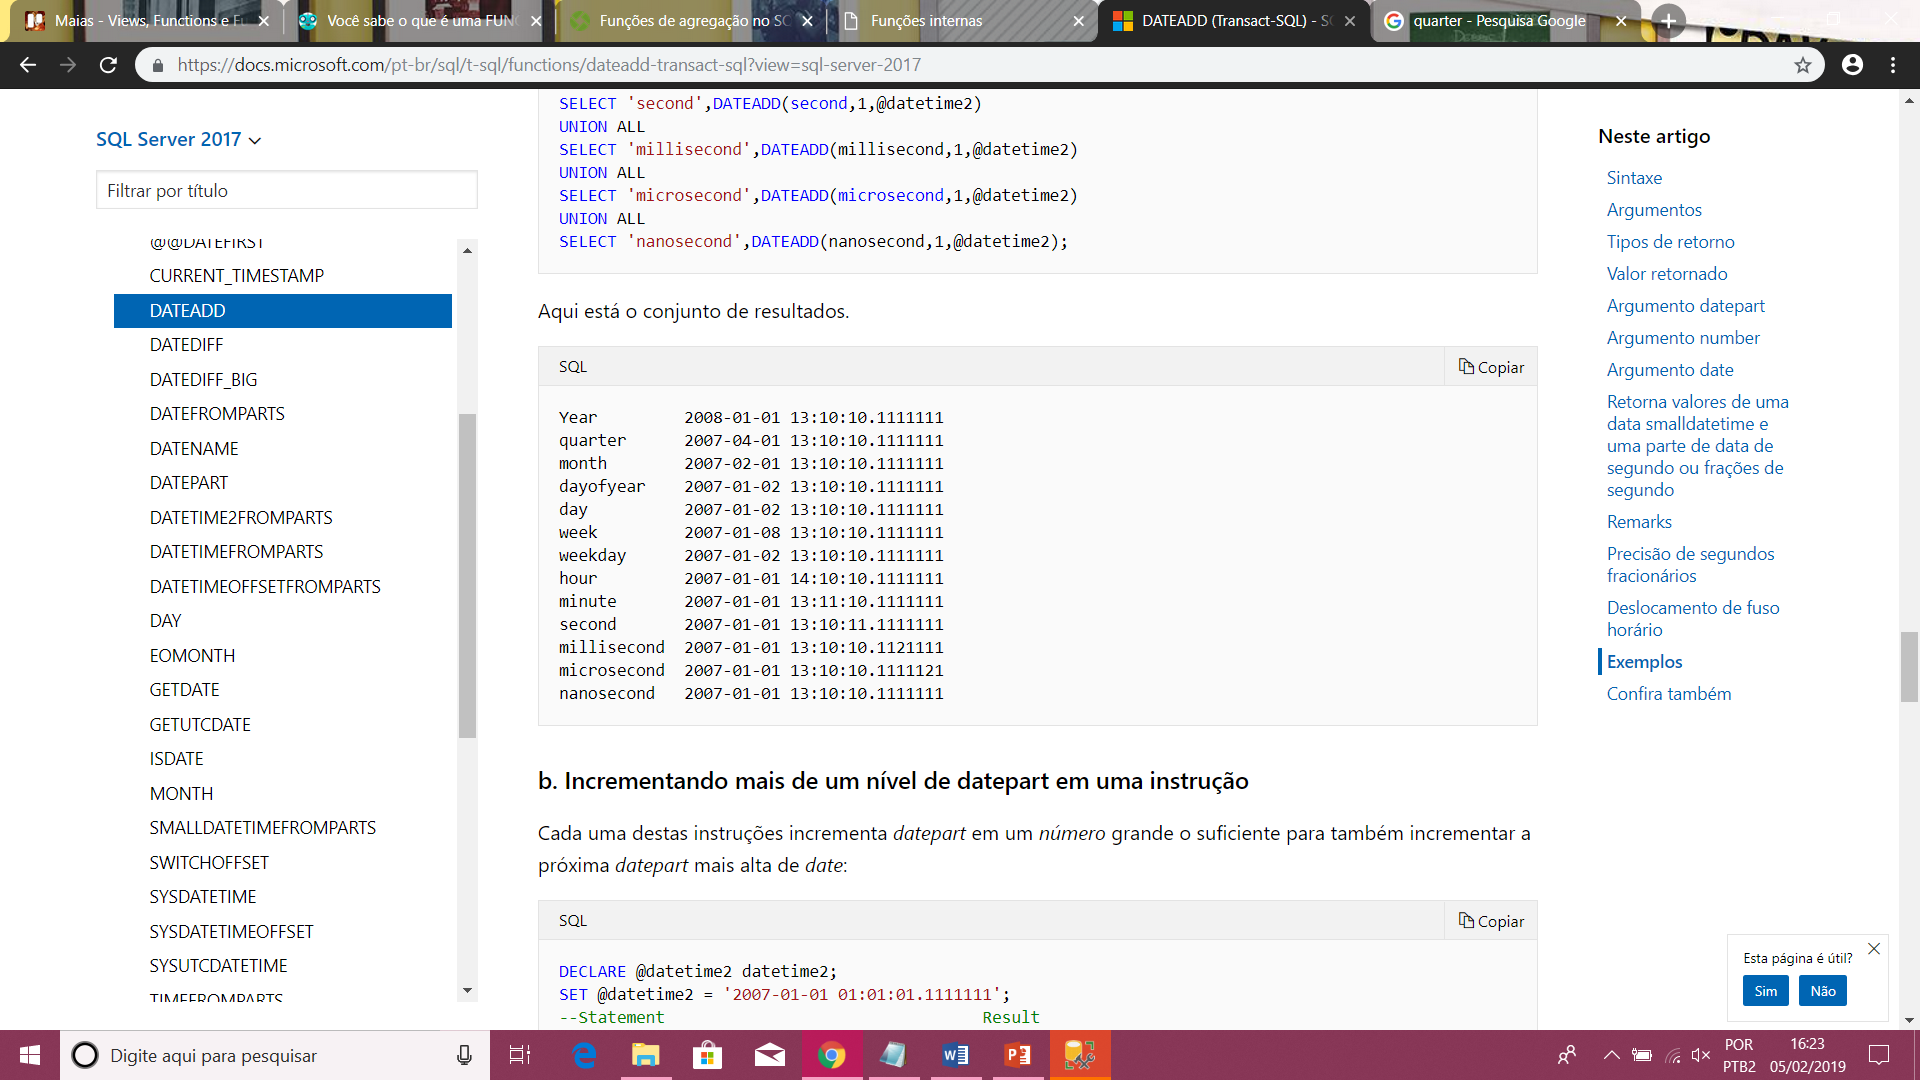 Maias - Views, Functions e Fu
Você sabe o que é uma FUN
Funções de agregação no SQ
Funções internas
DATEADD (Transact-SQL) - SQ
quarter - Pesquisa Google
https://docs.microsoft.com/pt-br/sql/t-sql/functions/dateadd-transact-sql?view=sql-server-2017
SQL Server 2017
Filtrar por título
@@DATEFIRST
CURRENT_TIMESTAMP
DATEADD
DATEDIFF
DATEDIFF_BIG
DATEFROMPARTS
DATENAME
DATEPART
DATETIME2FROMPARTS
DATETIMEFROMPARTS
DATETIMEOFFSETFROMPARTS
DAY
EOMONTH
GETDATE
GETUTCDATE
ISDATE
MONTH
SMALLDATETIMEFROMPARTS
SWITCHOFFSET
SYSDATETIME
SYSDATETIMEOFFSET
SYSUTCDATETIME
TIMEFROMPARTS
SELECT 'second',DATEADD(second,1,@datetime2)
UNION ALL
SELECT 'millisecond',DATEADD(millisecond,1,@datetime2)
UNION ALL
SELECT 'microsecond',DATEADD(microsecond,1,@datetime2)
UNION ALL
SELECT 'nanosecond',DATEADD(nanosecond,1,@datetime2);
Aqui está o conjunto de resultados.
SQL Copiar
Year 2008-01-01 13:10:10.1111111
quarter 2007-04-01 13:10:10.1111111
month 2007-02-01 13:10:10.1111111
dayofyear 2007-01-02 13:10:10.1111111
day 2007-01-02 13:10:10.1111111
week 2007-01-08 13:10:10.1111111
weekday 2007-01-02 13:10:10.1111111
hour 2007-01-01 14:10:10.1111111
minute 2007-01-01 13:11:10.1111111
second 2007-01-01 13:10:11.1111111
millisecond 2007-01-01 13:10:10.1121111
microsecond 2007-01-01 13:10:10.1111121
nanosecond 2007-01-01 13:10:10.1111111
b. Incrementando mais de um nível de datepart em uma instrução
Cada uma destas instruções incrementa datepart em um número grande o suficiente para também incrementar a
próxima datepart mais alta de date:
SQL Copiar
DECLARE @datetime2 datetime2;
SET @datetime2 = '2007-01-01 01:01:01.1111111';
--Statement Result
Neste artigo
Sintaxe
Argumentos
Tipos de retorno
Valor retornado
Argumento datepart
Argumento number
Argumento date
Retorna valores de uma
data smalldatetime e
uma parte de data de
segundo ou frações de
segundo
Remarks
Precisão de segundos
fracionários
Deslocamento de fuso
horário
Exemplos
Confira também
Esta página é útil?
Sim Não
Digite aqui para pesquisar
POR
PTB2
16:23
05/02/2019